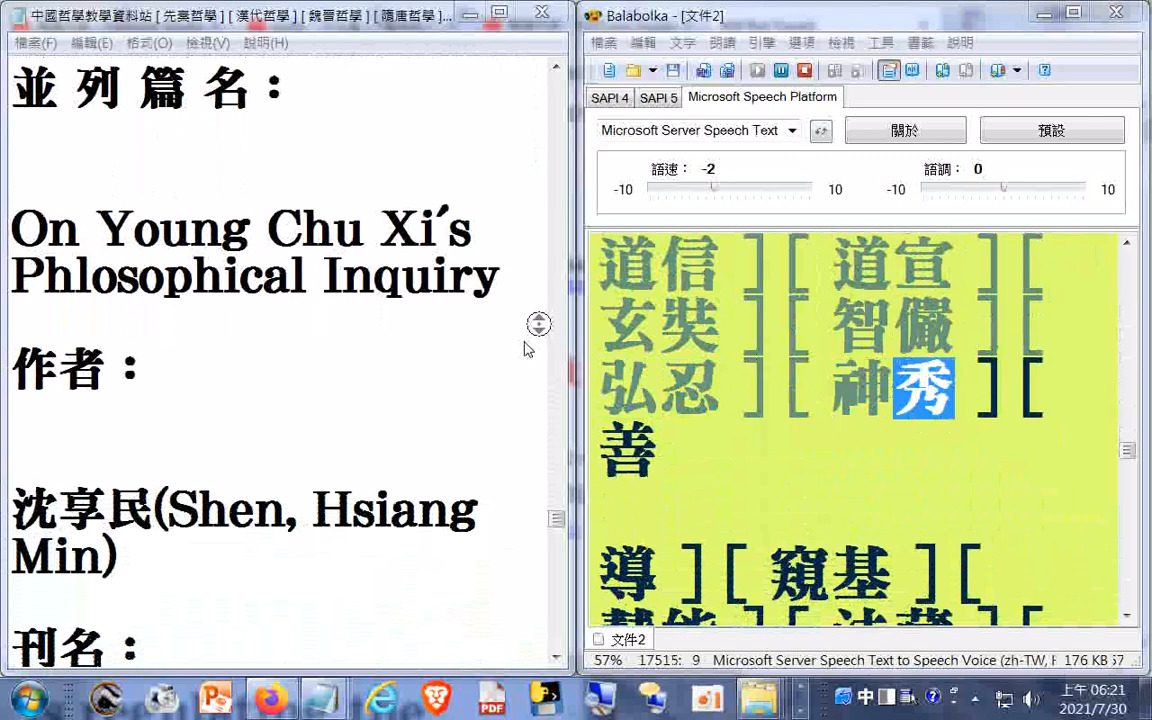 中國哲學教學資料站 [ 先秦哲學 ] [ 漢代哲學 ] [ 魏晉哲學 ] [ 隋唐哲學 ]...
檔案(F) 編輯(E) 格式(O) 檢視(V) 說明(H)
並 列 篇 名：
On Young Chu Xi's
Phlosophical Inquiry
作者：
沈享民(Shen, Hsiang
Min)
刊名：
Balabolka - [文件2]
檔案 編輯 文字 朗讀 引擎 選項 檢視 工具 書籤 說明
SAPI 4 SAPI 5 Microsoft Speech Platform
Microsoft Server Speech Text 關於 預設
語速： -2 語調： 0
-10 10 -10 10
道信 ][ 道宣 ][
玄奘 ][ 智儼 ][
弘忍 ][ 神秀 ][
善
導 ][ 窺基 ][
文件2
57% 17515: 9 Microsoft Server Speech Text to Speech Voice (zh-TW, 176 KB
中 上午 06:21
2021/7/30